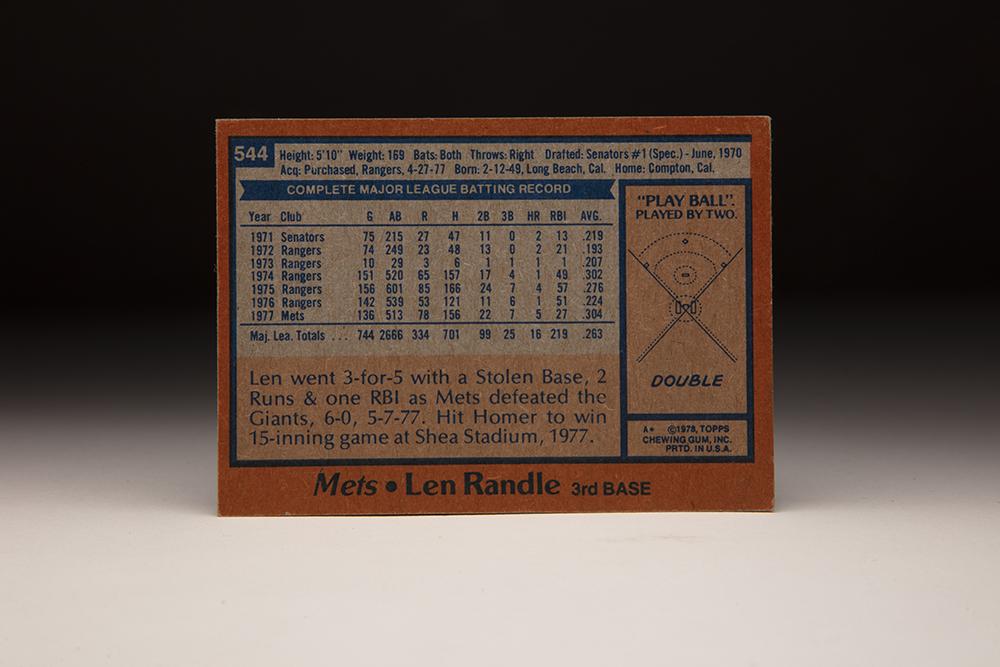 544 Height: 5'10" Weight: 169 Bats: Both Throws: Right Drafted: Senators #1 (Spec.) - June, 1970
Acq: Purchased, Rangers, 4-27-77 Born: 2-12-49, Long Beach, Cal. Home: Compton, Cal.
COMPLETE MAJOR LEAGUE BATTING RECORD
Year Club G AB R H 2B 3B HR RBI AVG.
1971 Senators 75 215 27 47 11 0 2 13 .219
1972 Rangers 74 249 23 48 13 0 2 21 .193
1973 Rangers 10 29 3 6 1 1 1 1 .207
1974 Rangers 151 520 65 157 17 4 1 49 .302
1975 Rangers 156 601 85 166 24 7 4 57 .276
1976 Rangers 142 539 53 121 11 6 1 51 .224
1977 Mets 136 513 78 156 22 7 5 27 .304
Maj. Lea. Totals ... 744 2666 334 701 99 25 16 219 .263
Len went 3-for-5 with a Stolen Base, 2
Runs & one RBI as Mets defeated the
Giants, 6-0, 5-7-77. Hit Homer to win
15-inning game at Shea Stadium, 1977.
"PLAY BALL".
PLAYED BY TWO.
DOUBLE
A* ©1978, TOPPS
CHEWING GUM, INC.
PRTD. IN U.S.A.
Mets • Len Randle 3rd BASE